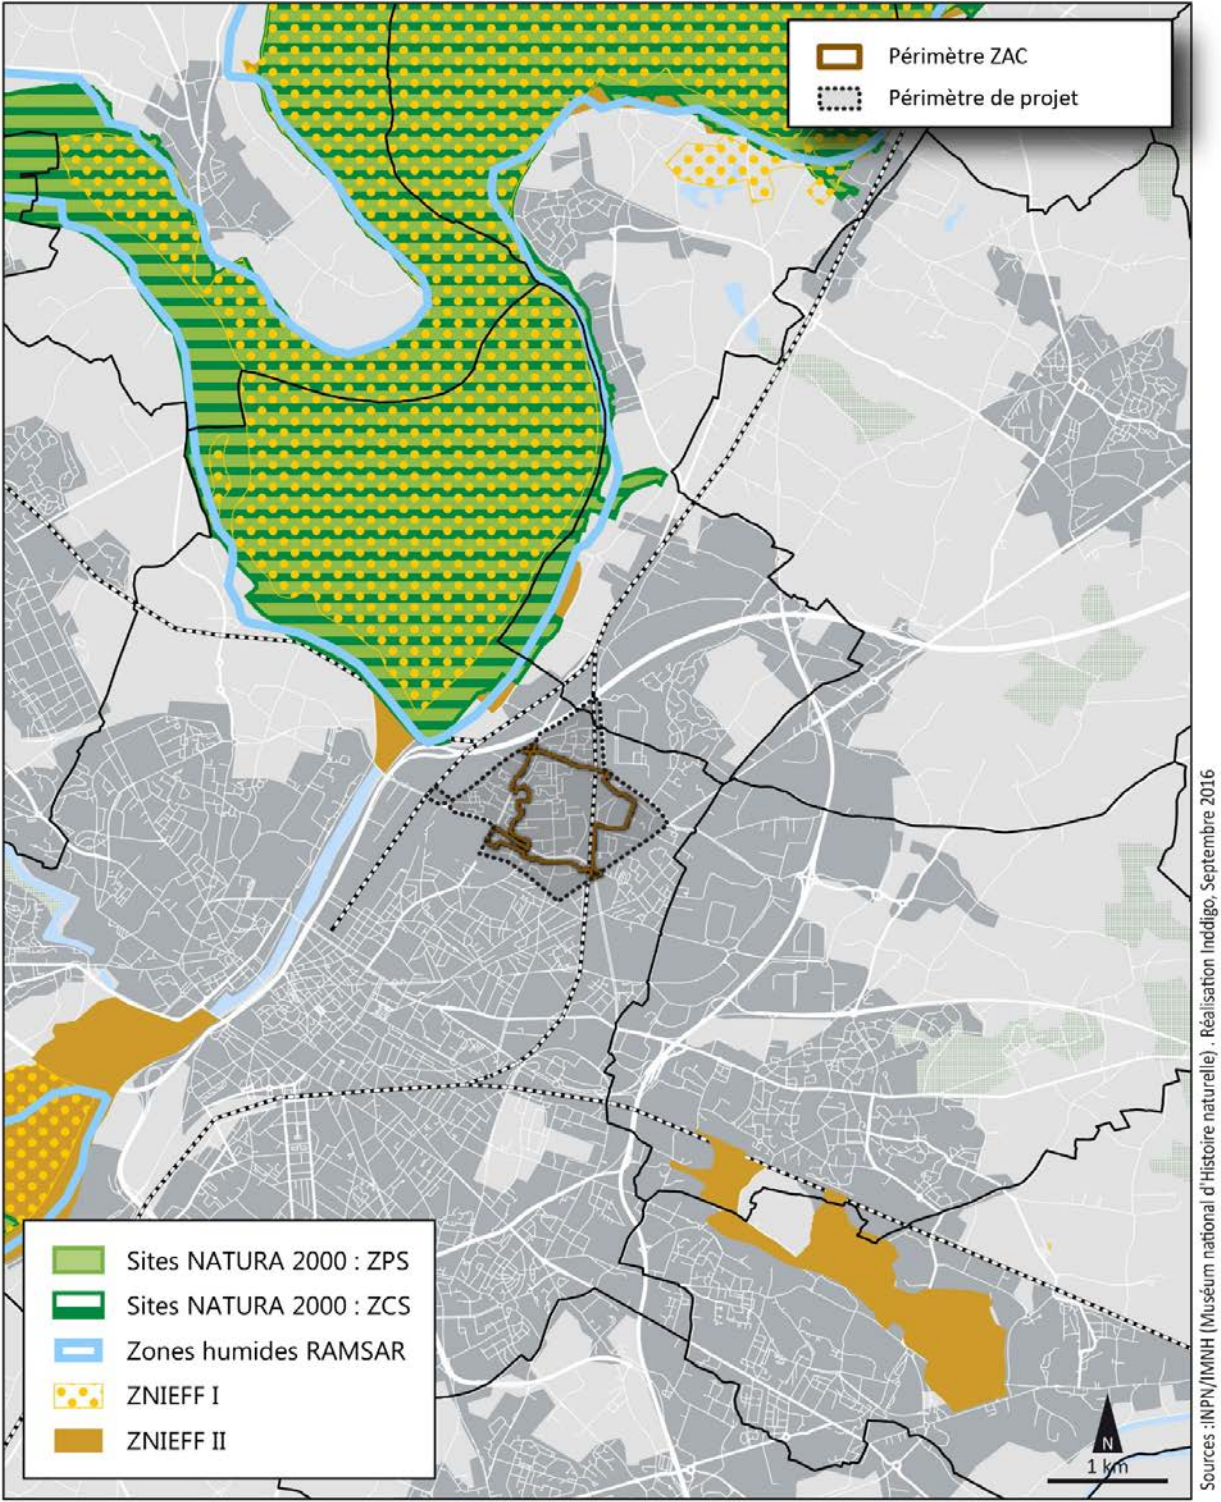 Périmètre ZAC
Périmètre de projet
Sites NATURA 2000 : ZPS
Sites NATURA 2000 : ZCS
Zones humides RAMSAR
ZNIEFF I
ZNIEFF II
N
1 km
Sources :INPN/IMNH (Muséum national d'Histoire naturelle) . Réalisation Inddigo, Septembre 2016